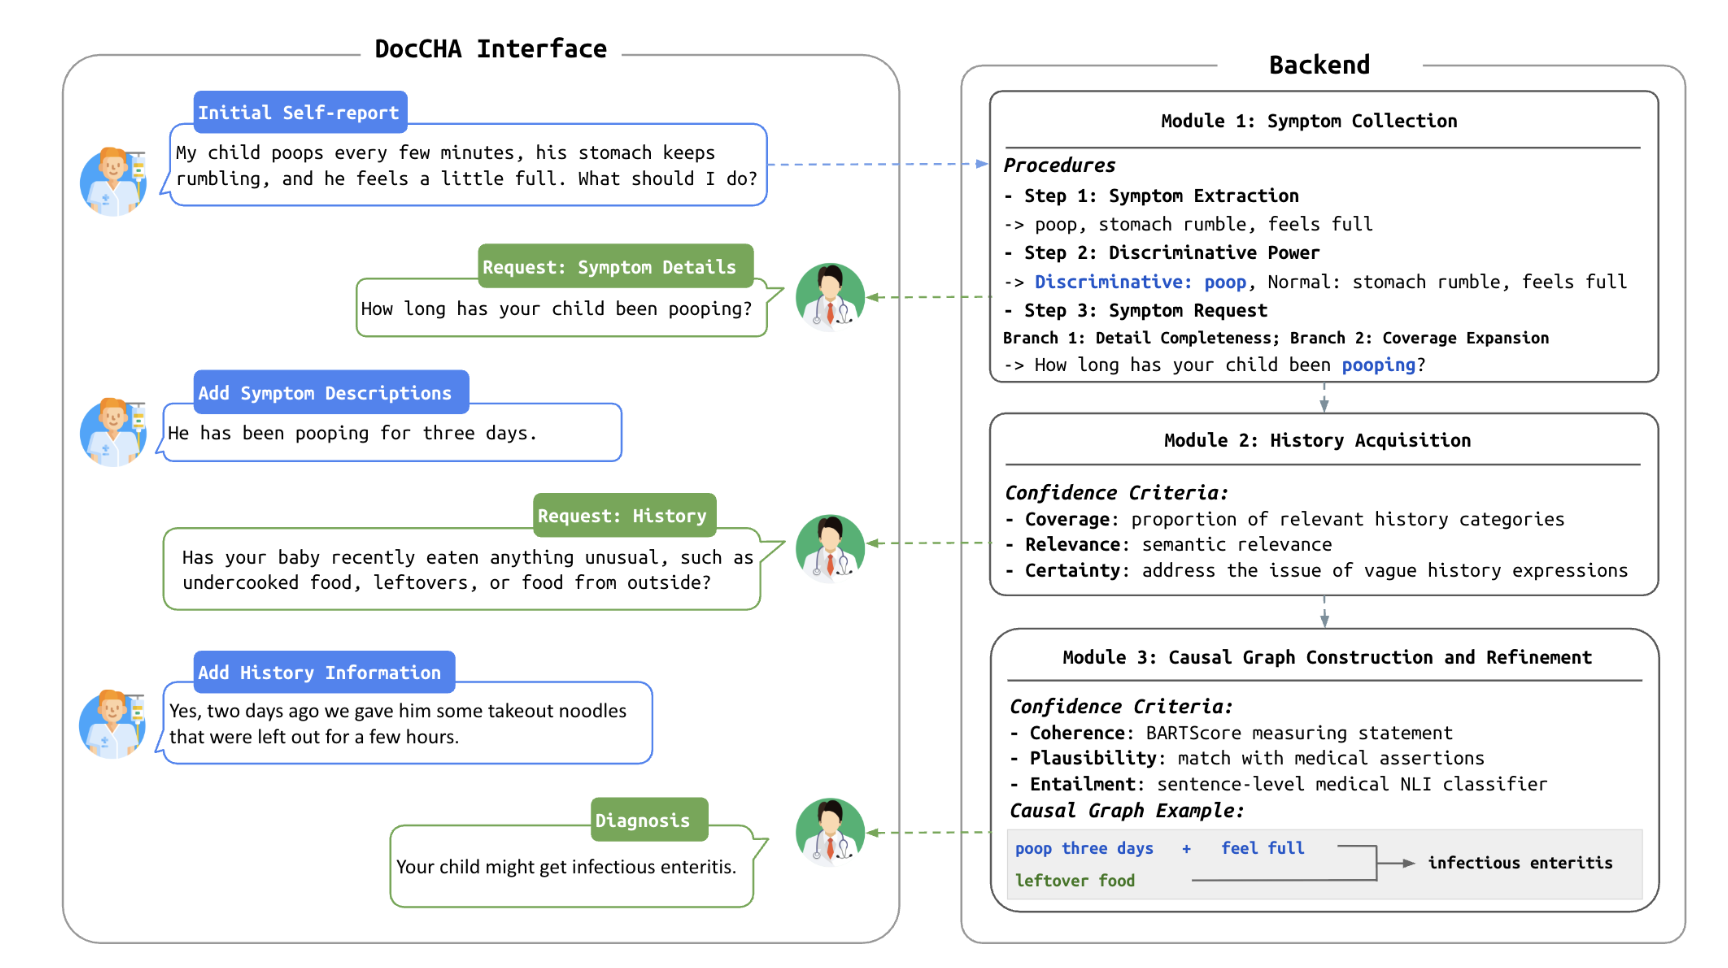 DocCHA Interface
Initial Self-report
My child poops every few minutes, his stomach keeps
rumbling, and he feels a little full. What should I do?
Request: Symptom Details
How long has your child been pooping?
Add Symptom Descriptions
He has been pooping for three days.
Request: History
Has your baby recently eaten anything unusual, such as
undercooked food, leftovers, or food from outside?
Add History Information
Yes, two days ago we gave him some takeout noodles
that were left out for a few hours.
Diagnosis
Your child might get infectious enteritis.
Backend
Module 1: Symptom Collection
Procedures
- Step 1: Symptom Extraction
-> poop, stomach rumble, feels full
- Step 2: Discriminative Power
-> Discriminative: poop, Normal: stomach rumble, feels full
- Step 3: Symptom Request
Branch 1: Detail Completeness; Branch 2: Coverage Expansion
-> How long has your child been pooping?
Module 2: History Acquisition
Confidence Criteria:
- Coverage: proportion of relevant history categories
- Relevance: semantic relevance
- Certainty: address the issue of vague history expressions
Module 3: Causal Graph Construction and Refinement
Confidence Criteria:
- Coherence: BARTScore measuring statement
- Plausibility: match with medical assertions
- Entailment: sentence-level medical NLI classifier
Causal Graph Example:
poop three days + feel full
infectious enteritis
leftover food